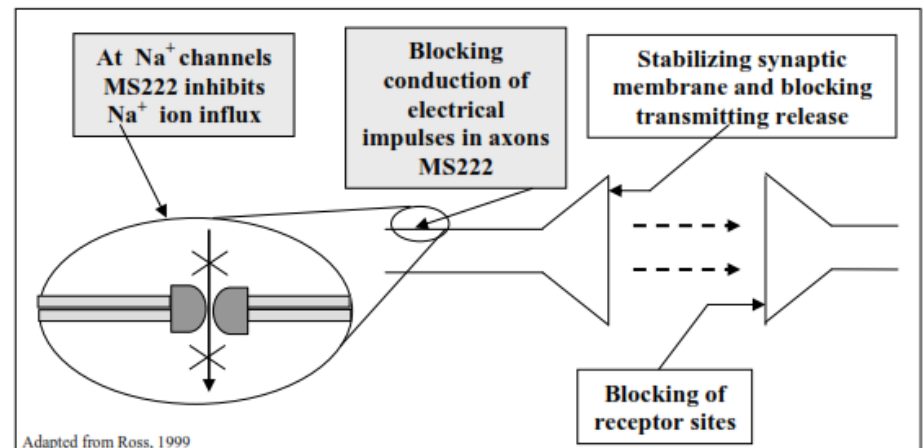 At Na⁺ channels
MS222 inhibits
Na⁺ ion influx
Blocking
conduction of
electrical
impulses in axons
MS222
Stabilizing synaptic
membrane and blocking
transmitting release
Blocking of
receptor sites
Adapted from Ross, 1999